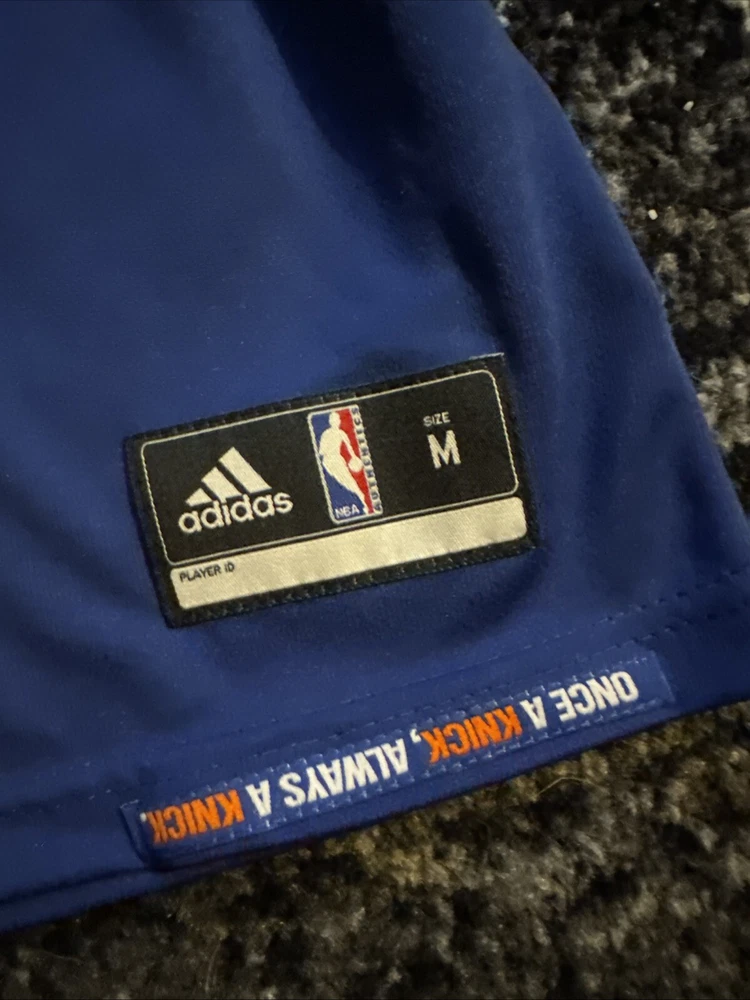 adidas
NBA
AUTHENTICS
SIZE
M
PLAYER ID
ONCE A KNICK, ALWAYS A KNICK.